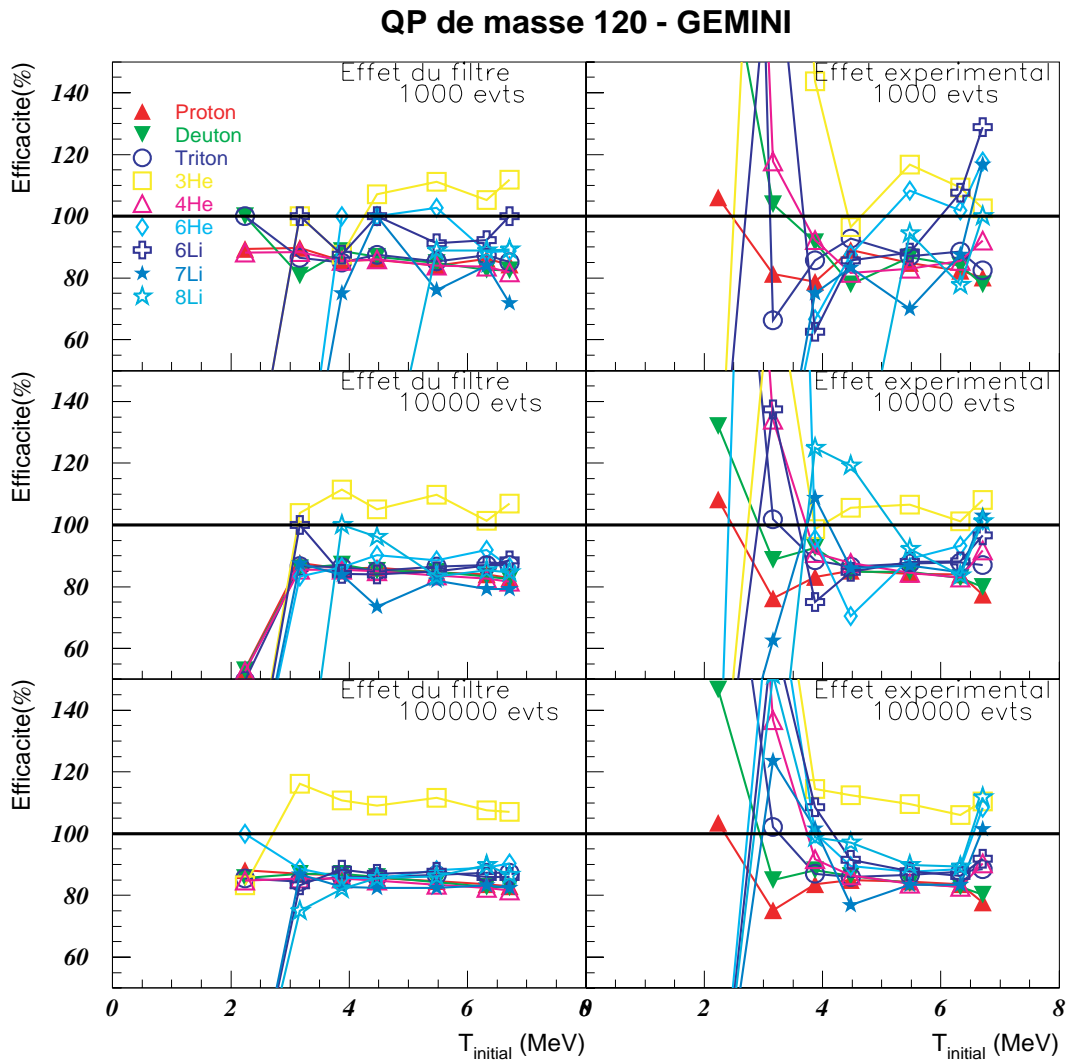 QP de masse 120 - GEMINI
Efficacite(%)
Effet du filtre
1000 evts
Effet experimental
1000 evts
140
120
100
80
60
Proton
Deuton
Triton
3He
4He
6He
6Li
7Li
8Li
Efficacite(%)
Effet du filtre
10000 evts
Effet experimental
10000 evts
140
120
100
80
60
Efficacite(%)
Effet du filtre
100000 evts
Effet experimental
100000 evts
140
120
100
80
60
0 2 4 6 8
0 2 4 6 8
T initial (MeV)
T initial (MeV)